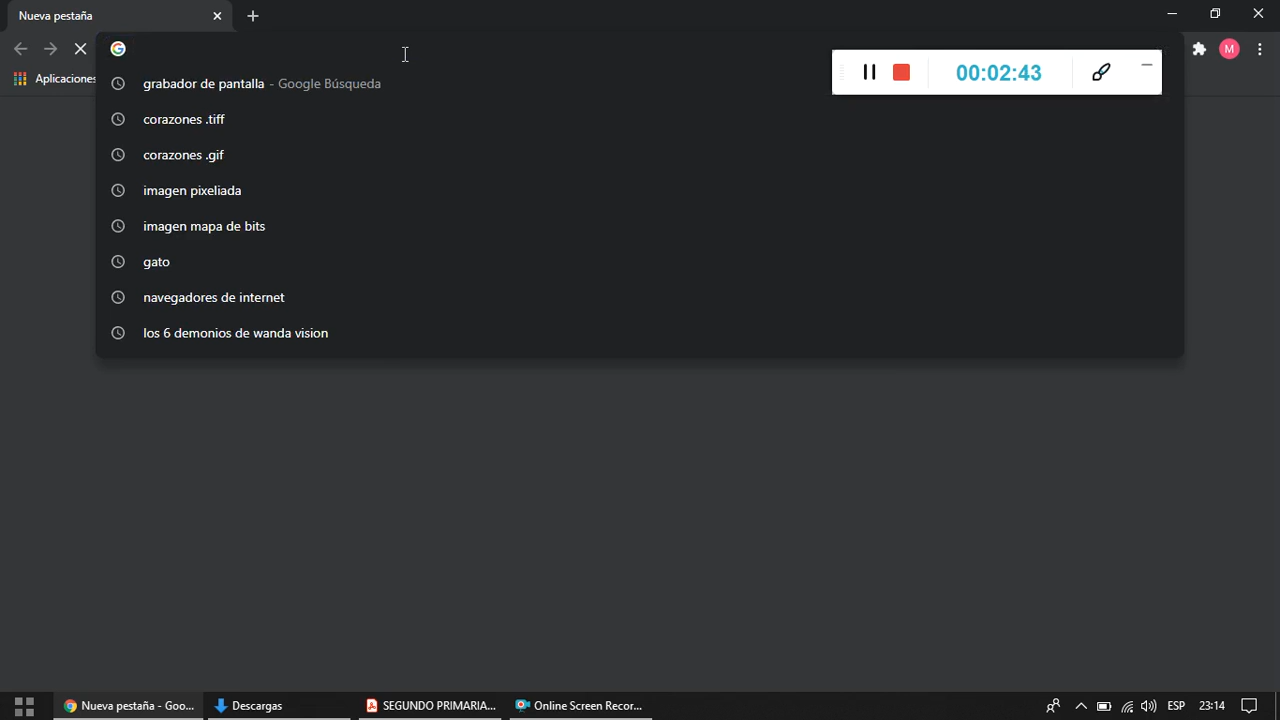 Nueva pestaña
Aplicaciones
00:02:43
M
grabador de pantalla - Google Búsqueda
corazones .tiff
corazones .gif
imagen pixeliada
imagen mapa de bits
gato
navegadores de internet
los 6 demonios de wanda vision
Nueva pestaña - Goo... Descargas SEGUNDO PRIMARIA... Online Screen Recor... ESP 23:14